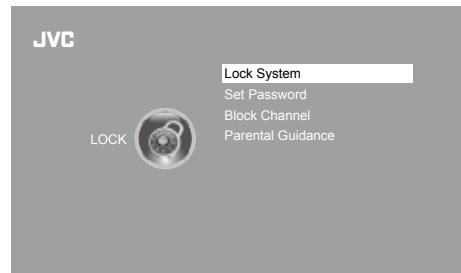 JVC
Lock System
Set Password
Block Channel
LOCK
Parental Guidance